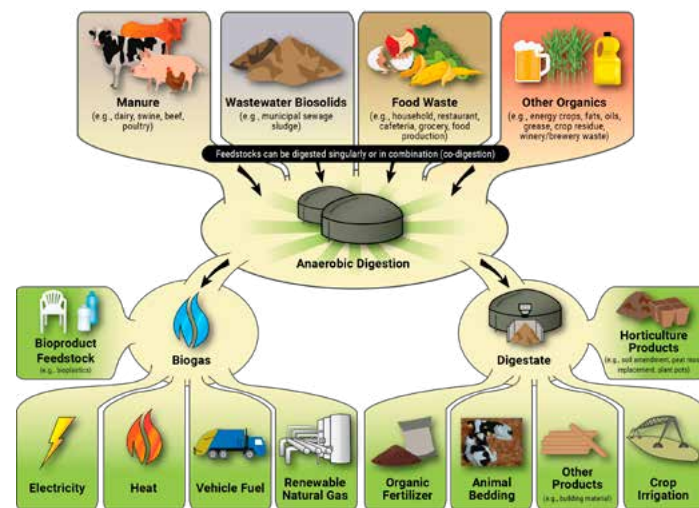 Manure
(e.g., dairy, swine, beef,
poultry)
Wastewater Biosolids
(e.g., municipal sewage
sludge)
Food Waste
(e.g., household, restaurant,
cafeteria, grocery, food
production)
Other Organics
(e.g., energy crops, fats, oils,
grease, crop residue,
winery/brewery waste)
Feedstocks can be digested singularly or in combination (co-digestion)
Anaerobic Digestion
Bioproduct
Feedstock
(e.g., bioplastics)
Biogas
Digestate
Horticulture
Products
(e.g., soil amendment, peat moss
replacement, plant pots)
Electricity
Heat
Vehicle Fuel
Renewable
Natural Gas
Organic
Fertilizer
Animal
Bedding
Other
Products
(e.g., building material)
Crop
Irrigation